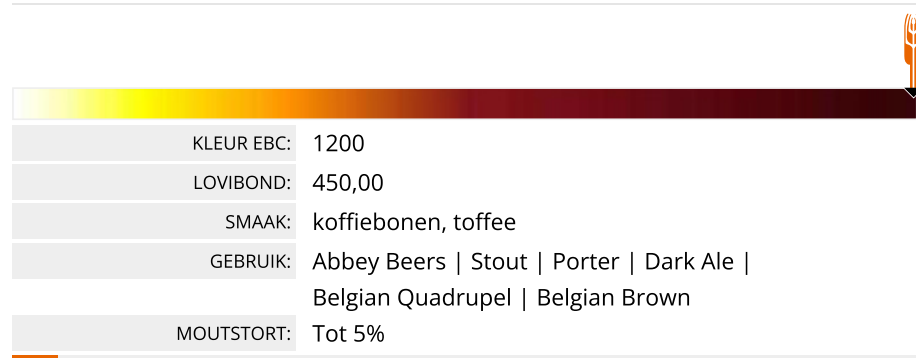 KLEUR EBC: 1200
LOVIBOND: 450,00
SMAAK: koffiebonen, toffee
GEBRUIK: Abbey Beers | Stout | Porter | Dark Ale |
Belgian Quadrupel | Belgian Brown
MOUTSTORT: Tot 5%